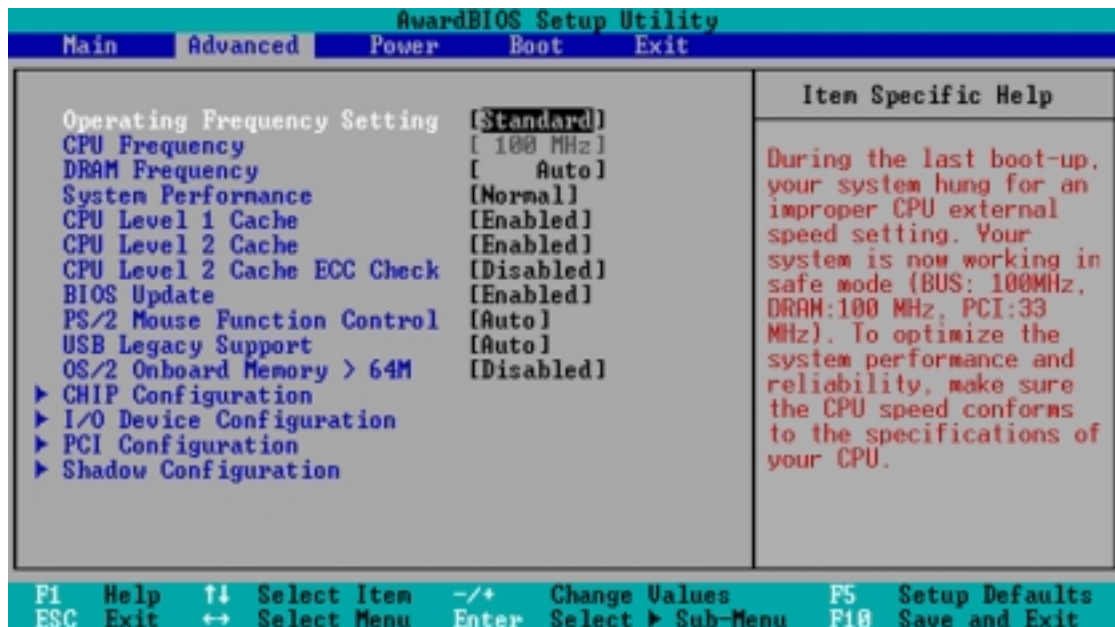 AwardBIOS Setup Utility
Main Advanced Power Boot Exit
Operating Frequency Setting [Standard]
CPU Frequency [ 100 MHz]
DRAM Frequency [ Auto]
System Performance [Normal]
CPU Level 1 Cache [Enabled]
CPU Level 2 Cache [Enabled]
CPU Level 2 Cache ECC Check [Disabled]
BIOS Update [Enabled]
PS/2 Mouse Function Control [Auto]
USB Legacy Support [Auto]
OS/2 Onboard Memory > 64M [Disabled]
▶ CHIP Configuration
▶ I/O Device Configuration
▶ PCI Configuration
▶ Shadow Configuration
Item Specific Help
During the last boot-up,
your system hung for an
improper CPU external
speed setting. Your
system is now working in
safe mode (BUS: 100MHz,
DRAM:100 MHz, PCI:33
MHz). To optimize the
system performance and
reliability, make sure
the CPU speed conforms
to the specifications of
your CPU.
F1 Help ↑↓ Select Item -/+ Change Values F5 Setup Defaults
ESC Exit ↔ Select Menu Enter Select ▶ Sub-Menu F10 Save and Exit